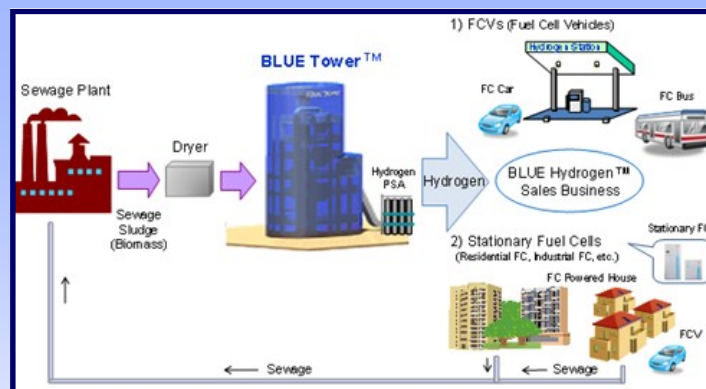 1) FCVs (Fuel Cell Vehicles)
Hydrogen Station
BLUE Tower™
Sewage Plant
FC Car
FC Bus
Dryer
Hydrogen
PSA
Hydrogen
BLUE Hydrogen™
Sales Business
Sewage
Sludge
(Biomass)
2) Stationary Fuel Cells
(Residential FC, Industrial FC, etc.)
Stationary FC
FC Powered House
FCV
Sewage
Sewage